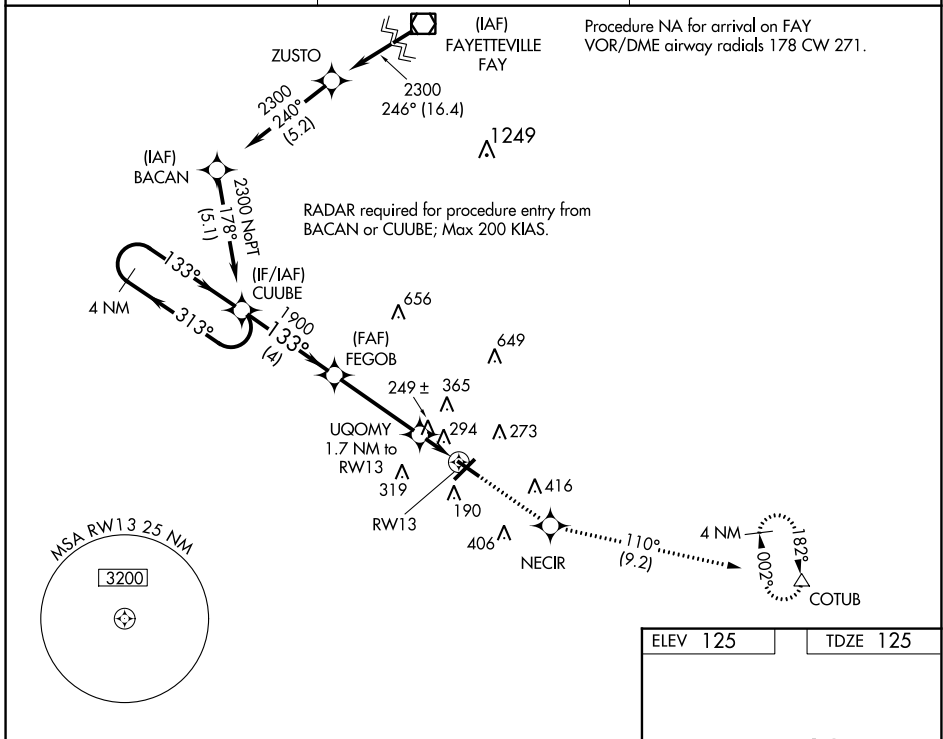 (IAF)
FAYETTEVILLE
FAY
Procedure NA for arrival on FAY
VOR/DME airway radials 178 CW 271.
ZUSTO
2300
246° (16.4)
2300
240°
(5.2)
1249
(IAF)
BACAN
2300 NoPT
178°
(5.1)
RADAR required for procedure entry from
BACAN or CUUBE; Max 200 KIAS.
133°
4 NM
313°
(IF/IAF)
CUUBE
1900
133°
(4)
656
(FAF)
FEGOB
649
249 ±
365
UQOMY
1.7 NM to
RW13
294
273
319
190
RW13
416
406
NECIR
110°
(9.2)
4 NM
182°
002°
COTUB
MSA RW13 25 NM
3200
ELEV 125
TDZE 125